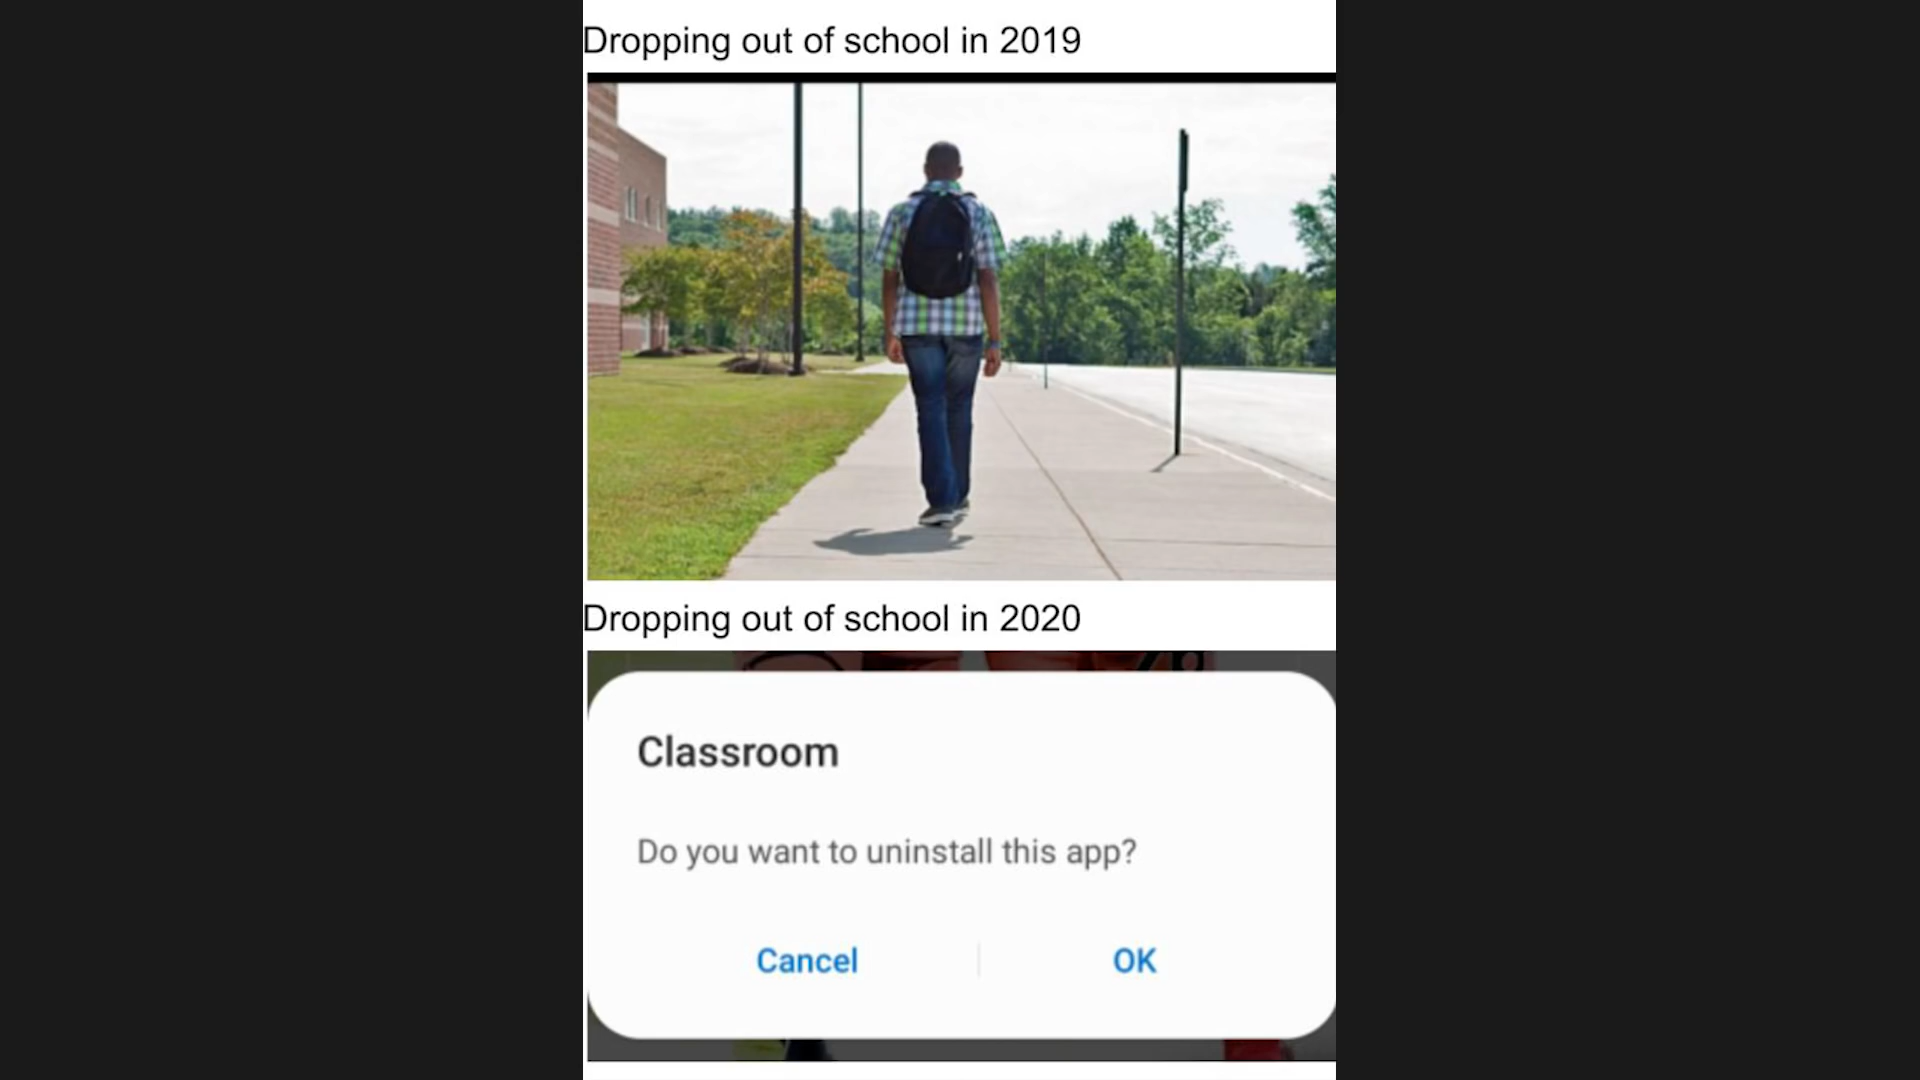 Dropping out of school in 2019
Dropping out of school in 2020
Classroom
Do you want to uninstall this app?
Cancel
OK